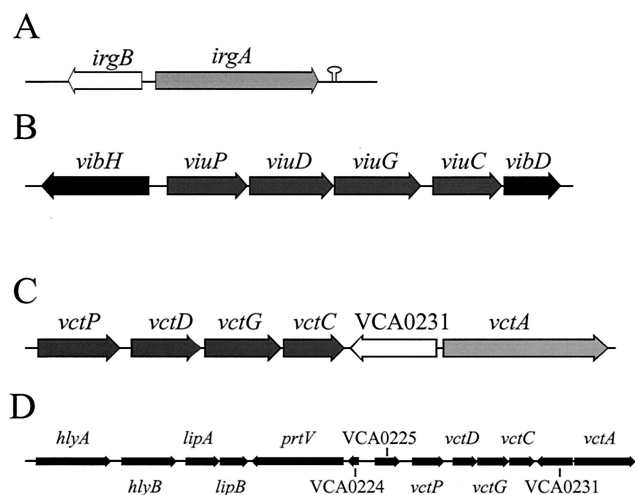 A
irgB irgA
B
vibH viuP viuD viuG viuC vibD
C
vctP vctD vctG vctC VCA0231 vctA
D
hlyA lipA prtV VCA0225 vctD vctC vctA
hlyB lipB VCA0224 vctP vctG VCA0231